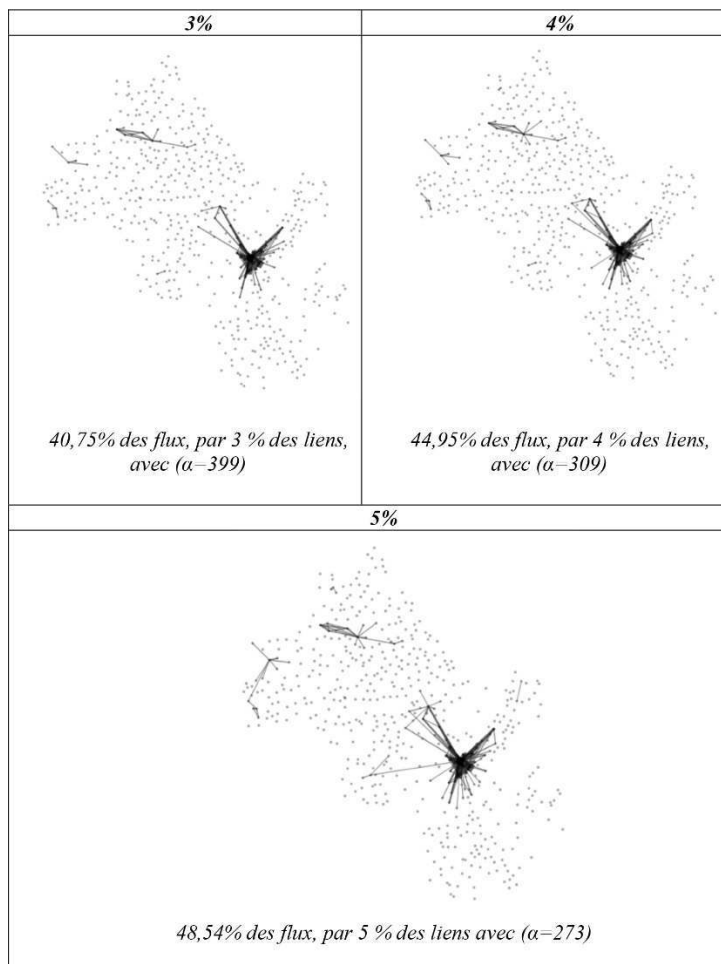 3%
4%
40,75% des flux, par 3 % des liens,
avec (α=399)
44,95% des flux, par 4 % des liens,
avec (α=309)
5%
48,54% des flux, par 5 % des liens avec (α=273)